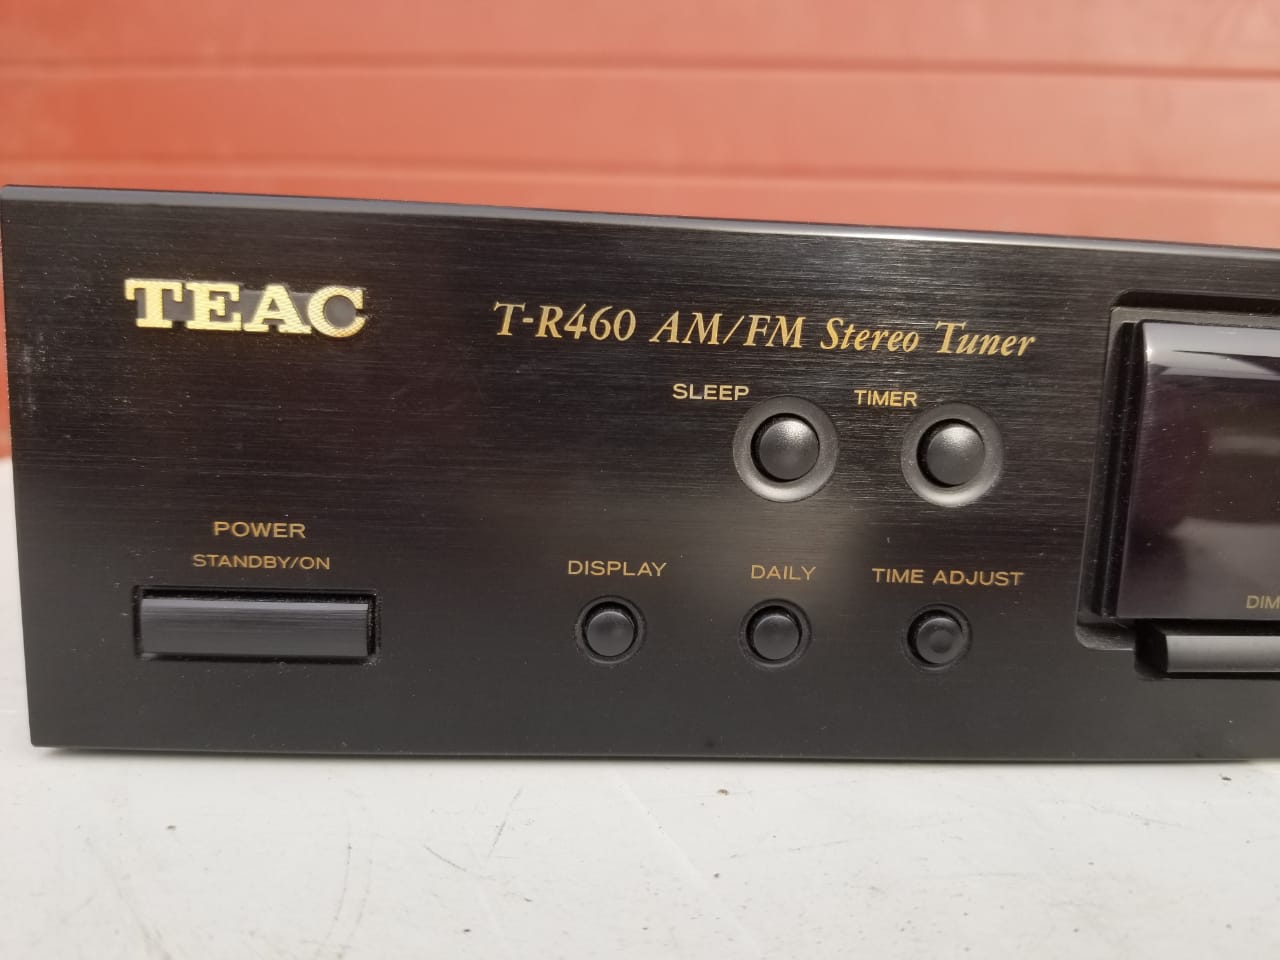 TEAC
T-R460 AM/FM Stereo Tuner
SLEEP
TIMER
POWER
STANDBY/ON
DISPLAY
DAILY
TIME ADJUST